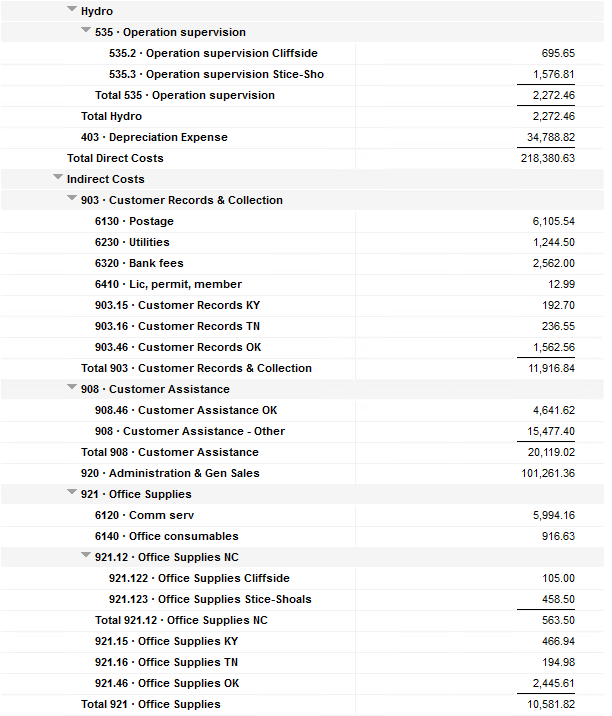 Hydro
535 · Operation supervision
535.2 · Operation supervision Cliffside 695.65
535.3 · Operation supervision Stice-Sho 1,576.81
Total 535 · Operation supervision 2,272.46
Total Hydro 2,272.46
403 · Depreciation Expense 34,788.82
Total Direct Costs 218,380.63
Indirect Costs
903 · Customer Records & Collection
6130 · Postage 6,105.54
6230 · Utilities 1,244.50
6320 · Bank fees 2,562.00
6410 · Lic, permit, member 12.99
903.15 · Customer Records KY 192.70
903.16 · Customer Records TN 236.55
903.46 · Customer Records OK 1,562.56
Total 903 · Customer Records & Collection 11,916.84
908 · Customer Assistance
908.46 · Customer Assistance OK 4,641.62
908 · Customer Assistance - Other 15,477.40
Total 908 · Customer Assistance 20,119.02
920 · Administration & Gen Sales 101,261.36
921 · Office Supplies
6120 · Comm serv 5,994.16
6140 · Office consumables 916.63
921.12 · Office Supplies NC
921.122 · Office Supplies Cliffside 105.00
921.123 · Office Supplies Stice-Shoals 458.50
Total 921.12 · Office Supplies NC 563.50
921.15 · Office Supplies KY 466.94
921.16 · Office Supplies TN 194.98
921.46 · Office Supplies OK 2,445.61
Total 921 · Office Supplies 10,581.82